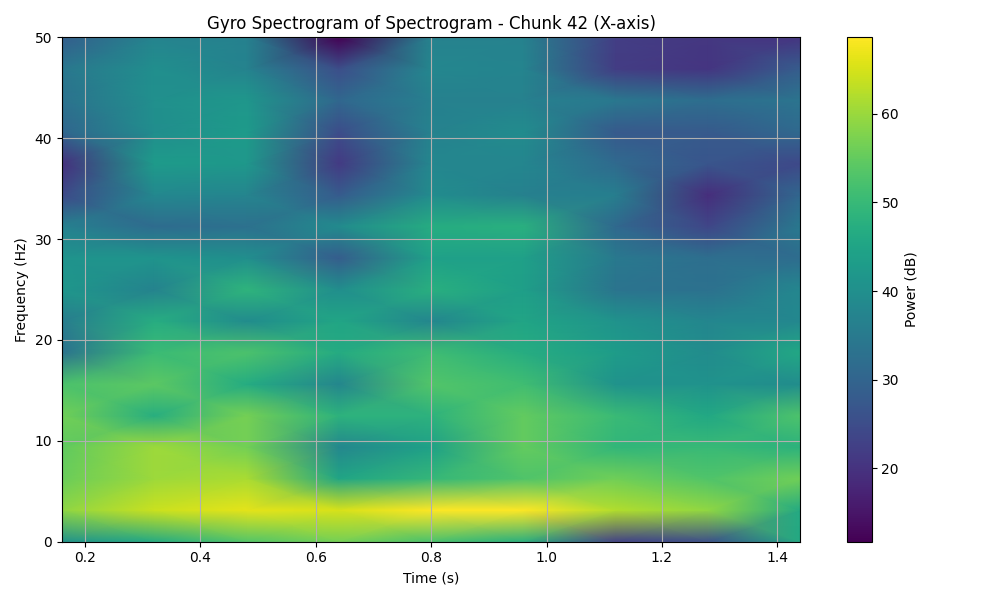 Gyro Spectrogram of Spectrogram - Chunk 42 (X-axis)
Frequency (Hz)
50
40
30
20
10
0
0.2 0.4 0.6 0.8 1.0 1.2 1.4
Time (s)
60
50
40
30
20
Power (dB)